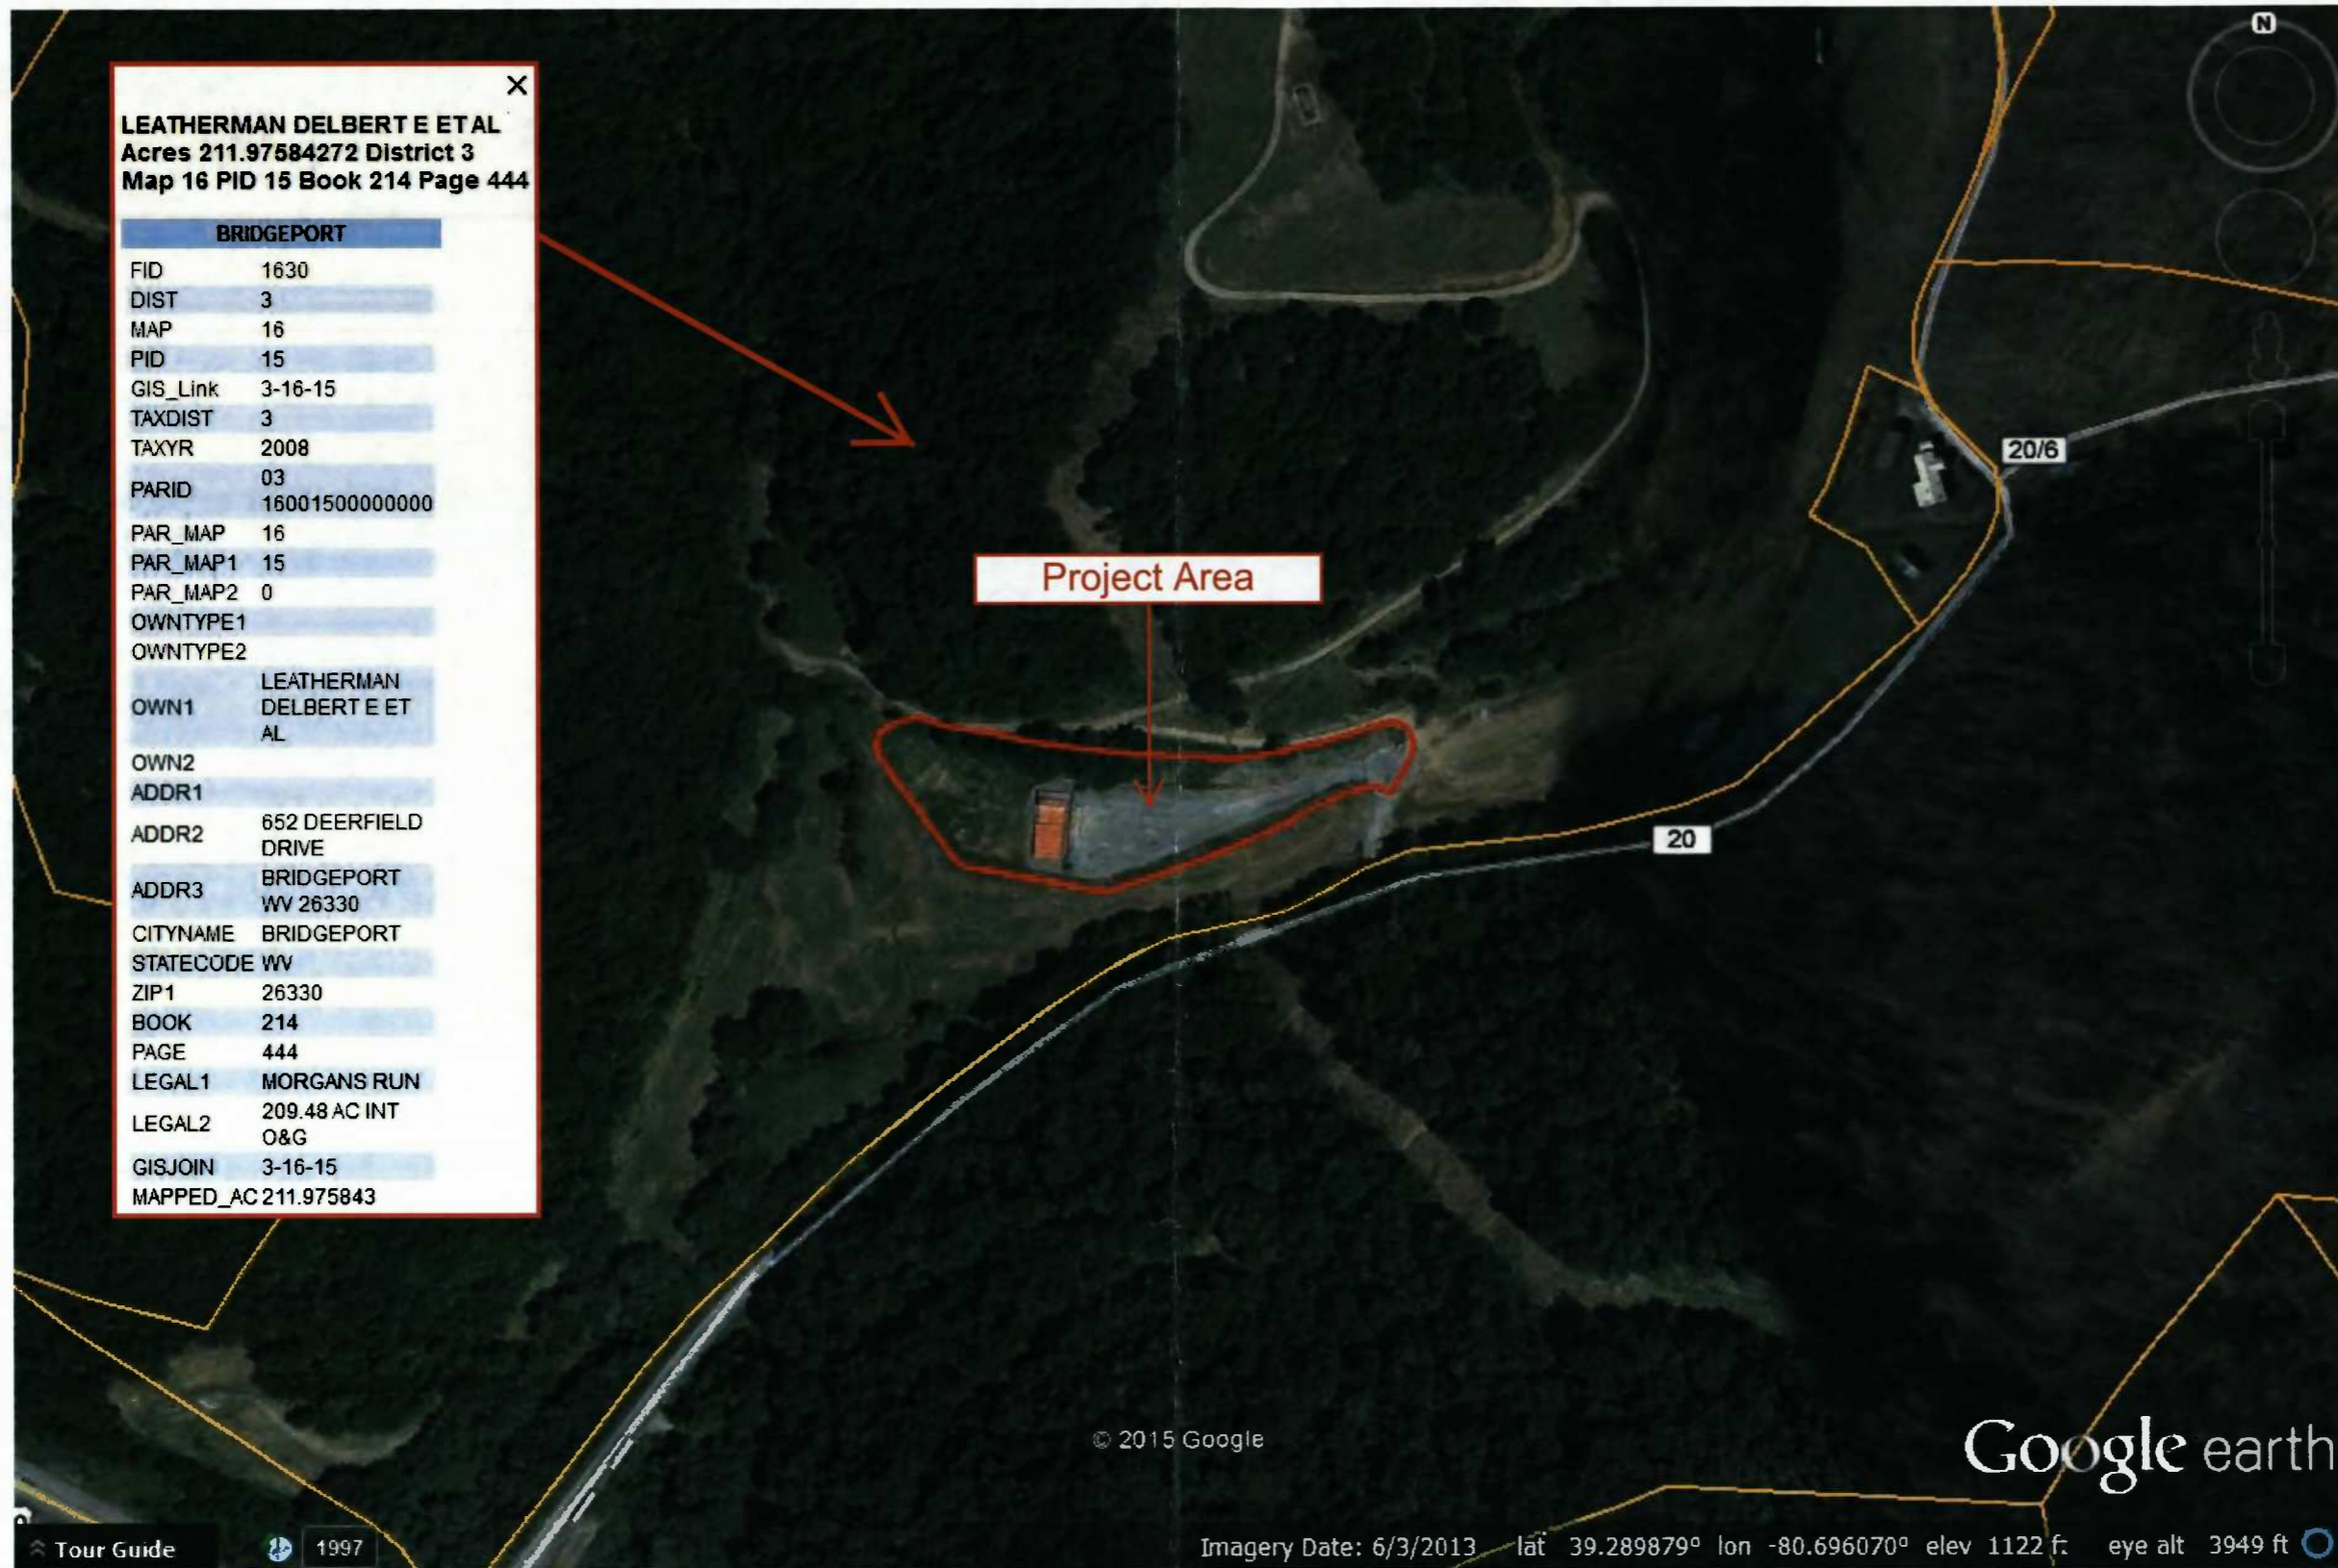 N
×
LEATHERMAN DELBERT E ET AL
Acres 211.97584272 District 3
Map 16 PID 15 Book 214 Page 444
BRIDGEPORT
FID 1630
DIST 3
MAP 16
PID 15
GIS_Link 3-16-15
TAXDIST 3
TAXYR 2008
PARID 03
16001500000000
PAR_MAP 16
PAR_MAP1 15
PAR_MAP2 0
OWNTYPE1
OWNTYPE2
OWN1 LEATHERMAN
DELBERT E ET
AL
OWN2
ADDR1
ADDR2 652 DEERFIELD
DRIVE
ADDR3 BRIDGEPORT
WV 26330
CITYNAME BRIDGEPORT
STATECODE WV
ZIP1 26330
BOOK 214
PAGE 444
LEGAL1 MORGANS RUN
LEGAL2 209.48 AC INT
O&G
GISJOIN 3-16-15
MAPPED_AC 211.975843
20/6
Project Area
20
© 2015 Google
Google earth
Tour Guide
1997
Imagery Date: 6/3/2013 lat 39.289879° lon -80.696070° elev 1122 ft eye alt 3949 ft